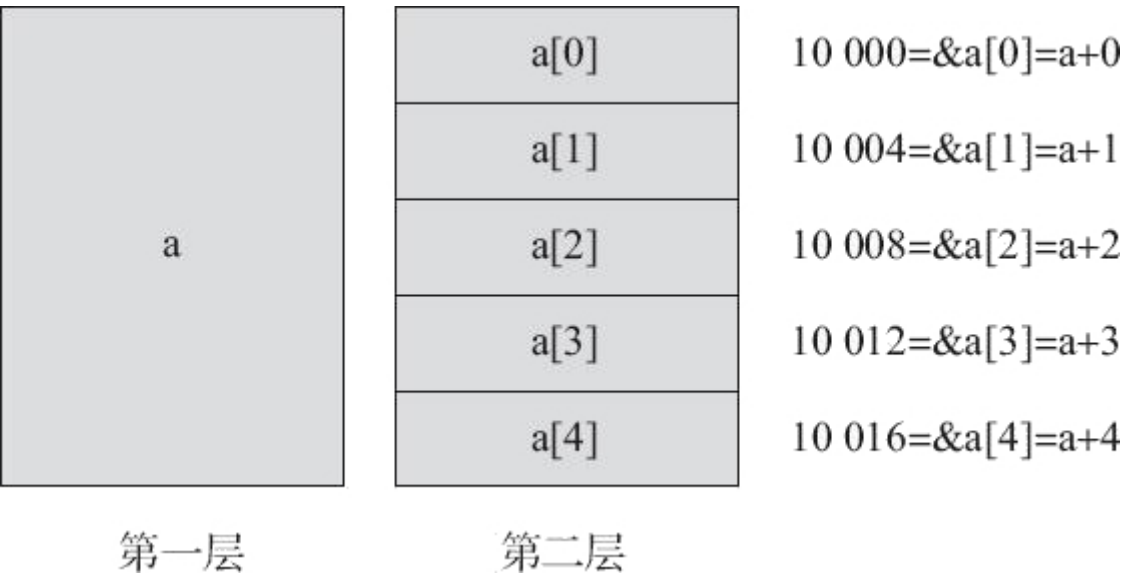 a[0] 10 000=&a[0]=a+0
a[1] 10 004=&a[1]=a+1
a a[2] 10 008=&a[2]=a+2
a[3] 10 012=&a[3]=a+3
a[4] 10 016=&a[4]=a+4
第一层 第二层